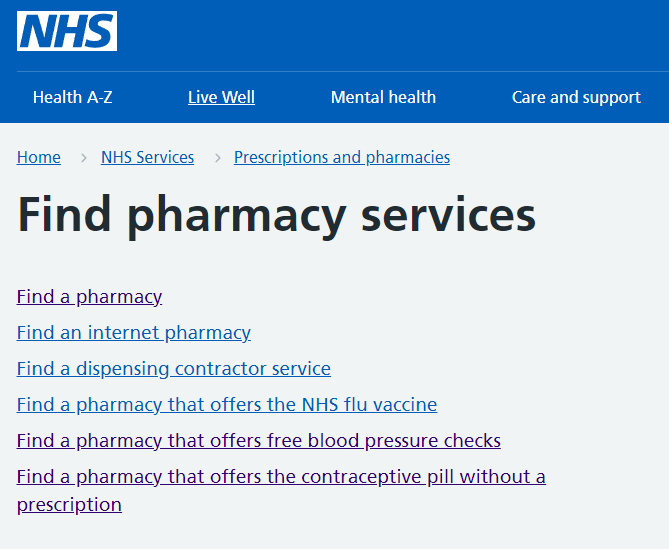 NHS
Health A-Z Live Well Mental health Care and support
Home > NHS Services > Prescriptions and pharmacies
Find pharmacy services
Find a pharmacy
Find an internet pharmacy
Find a dispensing contractor service
Find a pharmacy that offers the NHS flu vaccine
Find a pharmacy that offers free blood pressure checks
Find a pharmacy that offers the contraceptive pill without a
prescription